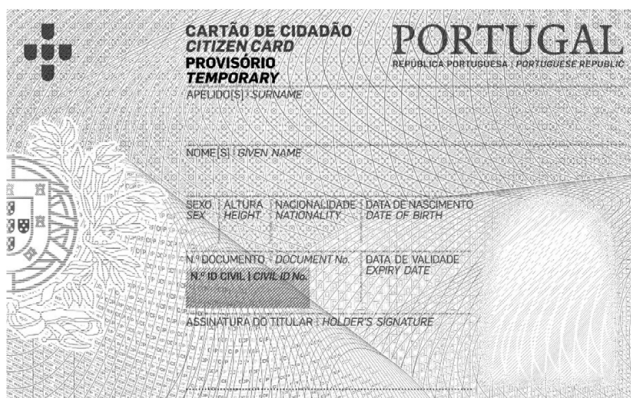 CARTÃO DE CIDADÃO
CITIZEN CARD
PROVISÓRIO
TEMPORARY
PORTUGAL
REPÚBLICA PORTUGUESA | PORTUGUESE REPUBLIC
APELIDO[S] | SURNAME
NOME[S] | GIVEN NAME
SEXO | ALTURA | NACIONALIDADE | DATA DE NASCIMENTO
SEX HEIGHT NATIONALITY DATE OF BIRTH
N.º DOCUMENTO | DOCUMENT No. DATA DE VALIDADE
EXPIRY DATE
N.º ID CIVIL | CIVIL ID No.
ASSINATURA DO TITULAR | HOLDER'S SIGNATURE